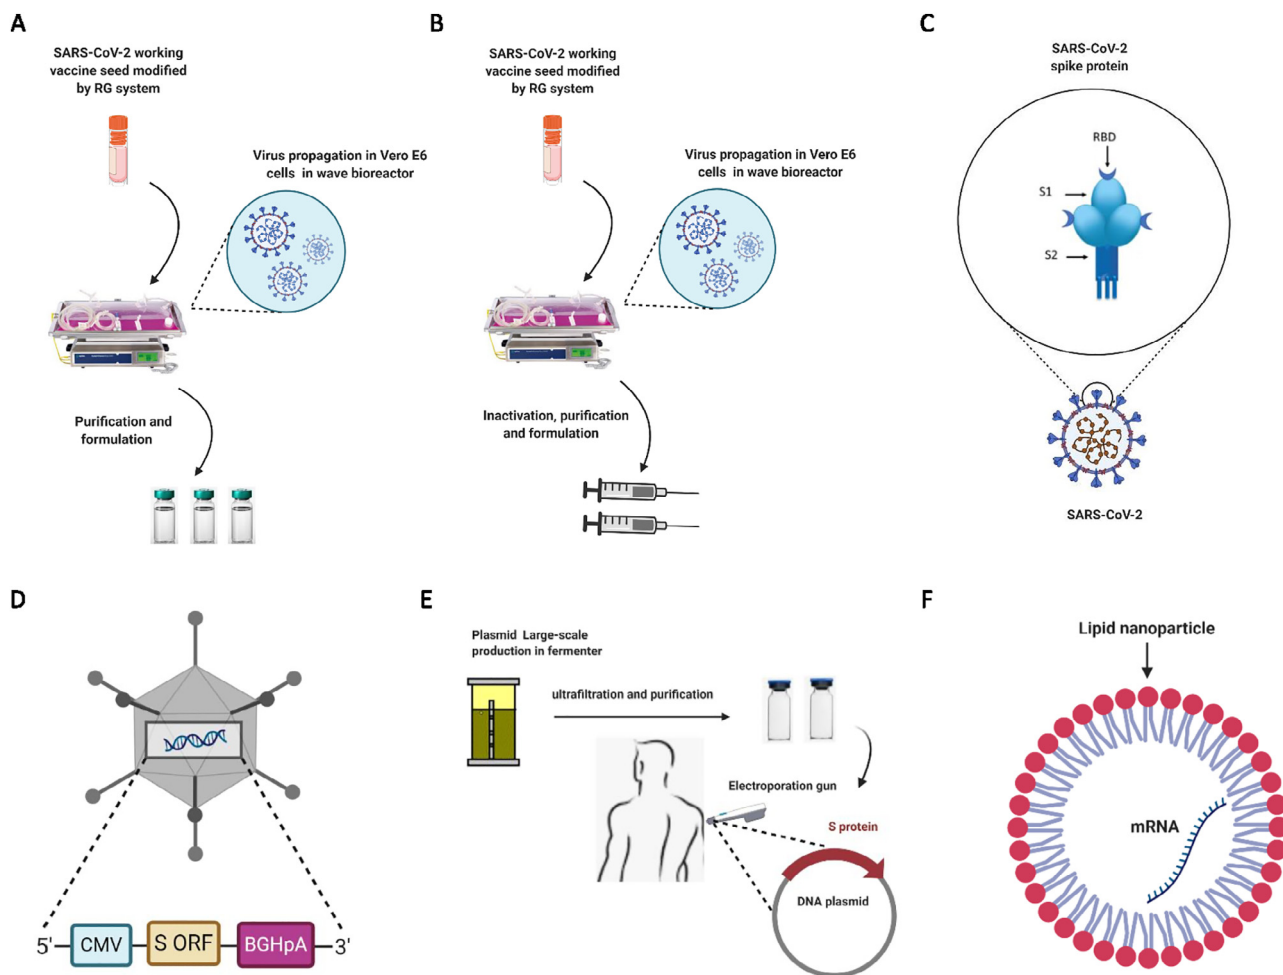 A
SARS-CoV-2 working
vaccine seed modified
by RG system
Virus propagation in Vero E6
cells in wave bioreactor
Purification and
formulation
B
SARS-CoV-2 working
vaccine seed modified
by RG system
Virus propagation in Vero E6
cells in wave bioreactor
Inactivation, purification
and formulation
C
SARS-CoV-2
spike protein
RBD
S1
S2
SARS-CoV-2
D
5'
CMV
S ORF
BGHpA
3'
E
Plasmid Large-scale
production in fermenter
ultrafiltration and purification
Electroporation gun
S protein
DNA plasmid
F
Lipid nanoparticle
mRNA